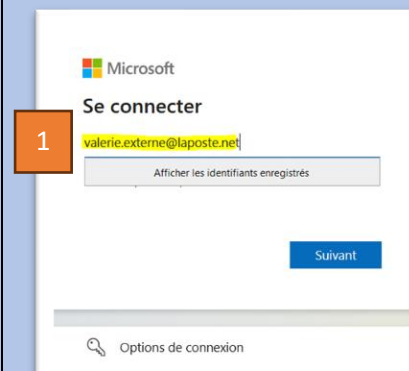 Microsoft
Se connecter
1
valerie.externe@laposte.net
Afficher les identifiants enregistrés
Suivant
Options de connexion